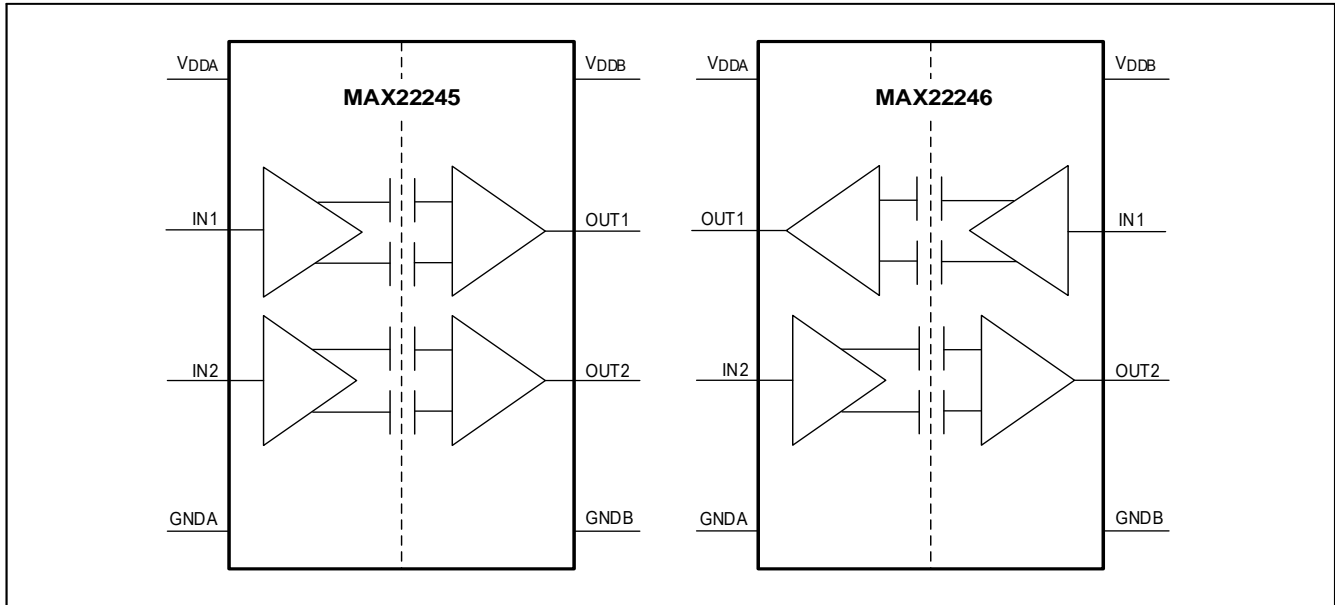 VDDA
VDDB
MAX22245
IN1
OUT1
IN2
OUT2
GNDA
GNDB
VDDA
VDDB
MAX22246
OUT1
IN1
IN2
OUT2
GNDA
GNDB